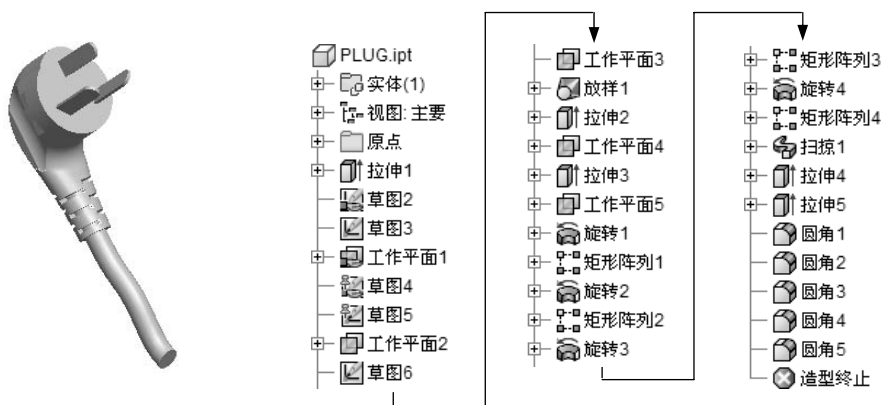 PLUG.ipt
实体(1)
视图: 主要
原点
拉伸1
草图2
草图3
工作平面1
草图4
草图5
工作平面2
草图6
工作平面3
放样1
拉伸2
工作平面4
拉伸3
工作平面5
旋转1
矩形阵列1
旋转2
矩形阵列2
旋转3
矩形阵列3
旋转4
矩形阵列4
扫掠1
拉伸4
拉伸5
圆角1
圆角2
圆角3
圆角4
圆角5
造型终止